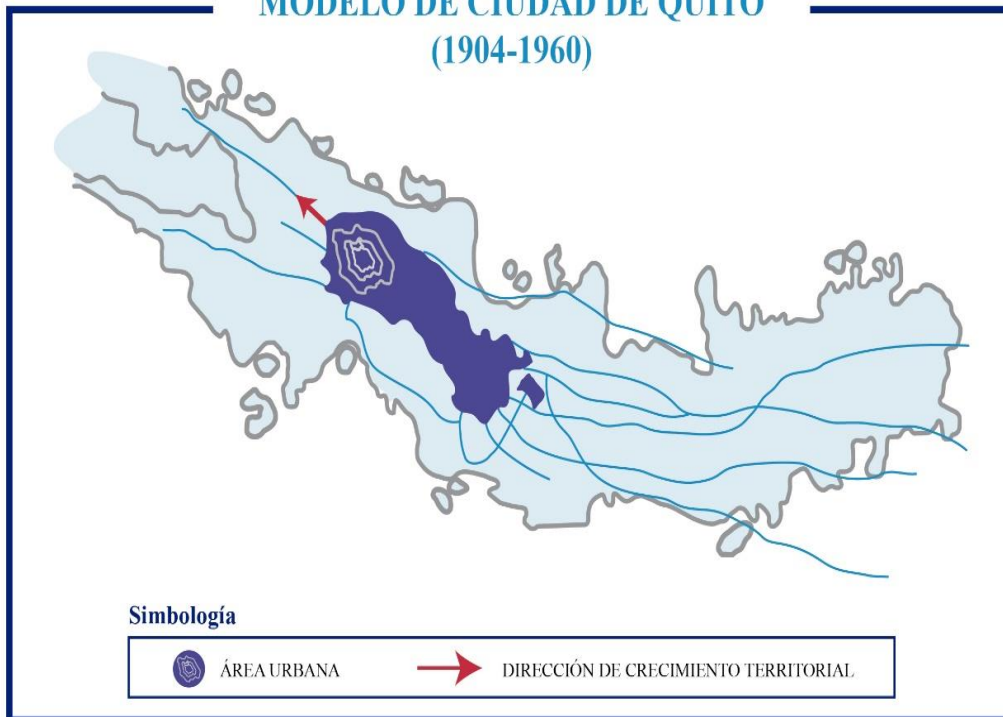 MODELO DE CIUDAD DE QUITO
(1904-1960)
Simbología
ÁREA URBANA
DIRECCIÓN DE CRECIMIENTO TERRITORIAL